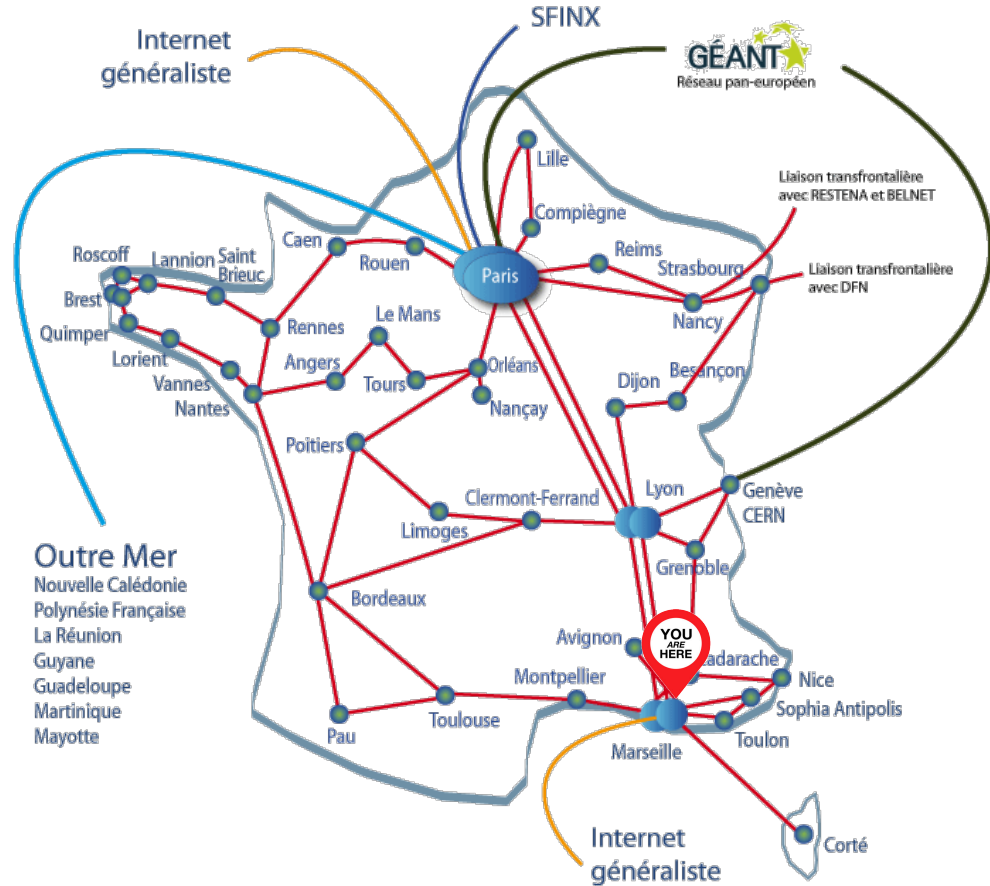 SFINX
Internet
généraliste
GÉANT
Réseau pan-européen
Lille
Liaison transfrontalière
avec RESTENA et BELNET
Compiègne
Caen
Rouen
Reims
Strasbourg
Roscoff
Lannion
Saint
Brieuc
Paris
Liaison transfrontalière
avec DFN
Brest
Quimper
Rennes
Le Mans
Nancy
Lorient
Angers
Orléans
Vannes
Tours
Dijon
Besançon
Nantes
Nançay
Poitiers
Clermont-Ferrand
Lyon
Genève
CERN
Limoges
Grenoble
Outre Mer
Nouvelle Calédonie
Polynésie Française
La Réunion
Guyane
Guadeloupe
Martinique
Mayotte
Bordeaux
YOU
ARE
HERE
Avignon
adarache
Montpellier
Nice
Sophia Antipolis
Toulouse
Pau
Marseille
Toulon
Internet
généraliste
Corté